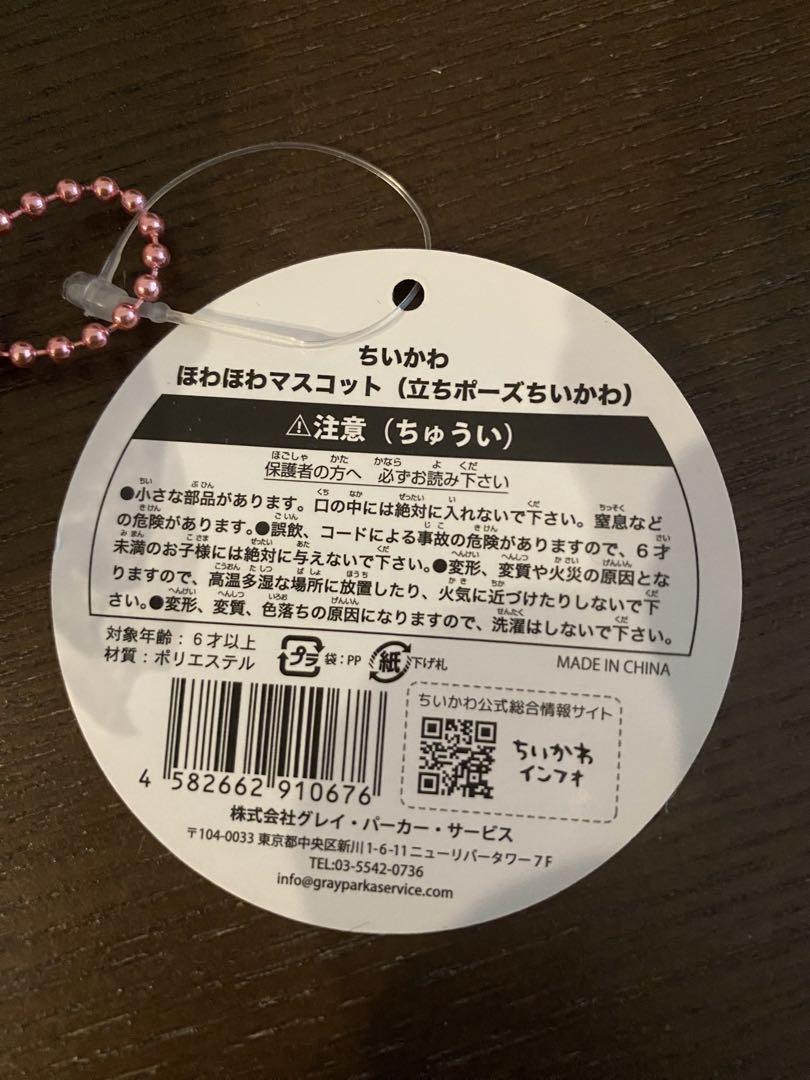 ちいかわ
ほわほわマスコット（立ちポーズちいかわ）
⚠注意（ちゅうい）
保護者の方へ 必ずお読み下さい
●小さな部品があります。口の中には絶対に入れないで下さい。窒息など
の危険があります。●誤飲、コードによる事故の危険がありますので、６才
未満のお子様には絶対に与えないで下さい。●変形、変質や火災の原因とな
りますので、高温多湿な場所に放置したり、火気に近づけたりしないで下
さい。●変形、変質、色落ちの原因になりますので、洗濯はしないで下さい。
対象年齢：６才以上
材質：ポリエステル
プラ 袋：PP 紙 下げ札
MADE IN CHINA
ちいかわ公式総合情報サイト
ちいかわ
インフォ
4 582662 910676
株式会社グレイ・パーカー・サービス
〒104-0033 東京都中央区新川1-6-11ニューリバータワー７F
TEL:03-5542-0736
info@grayparkaservice.com